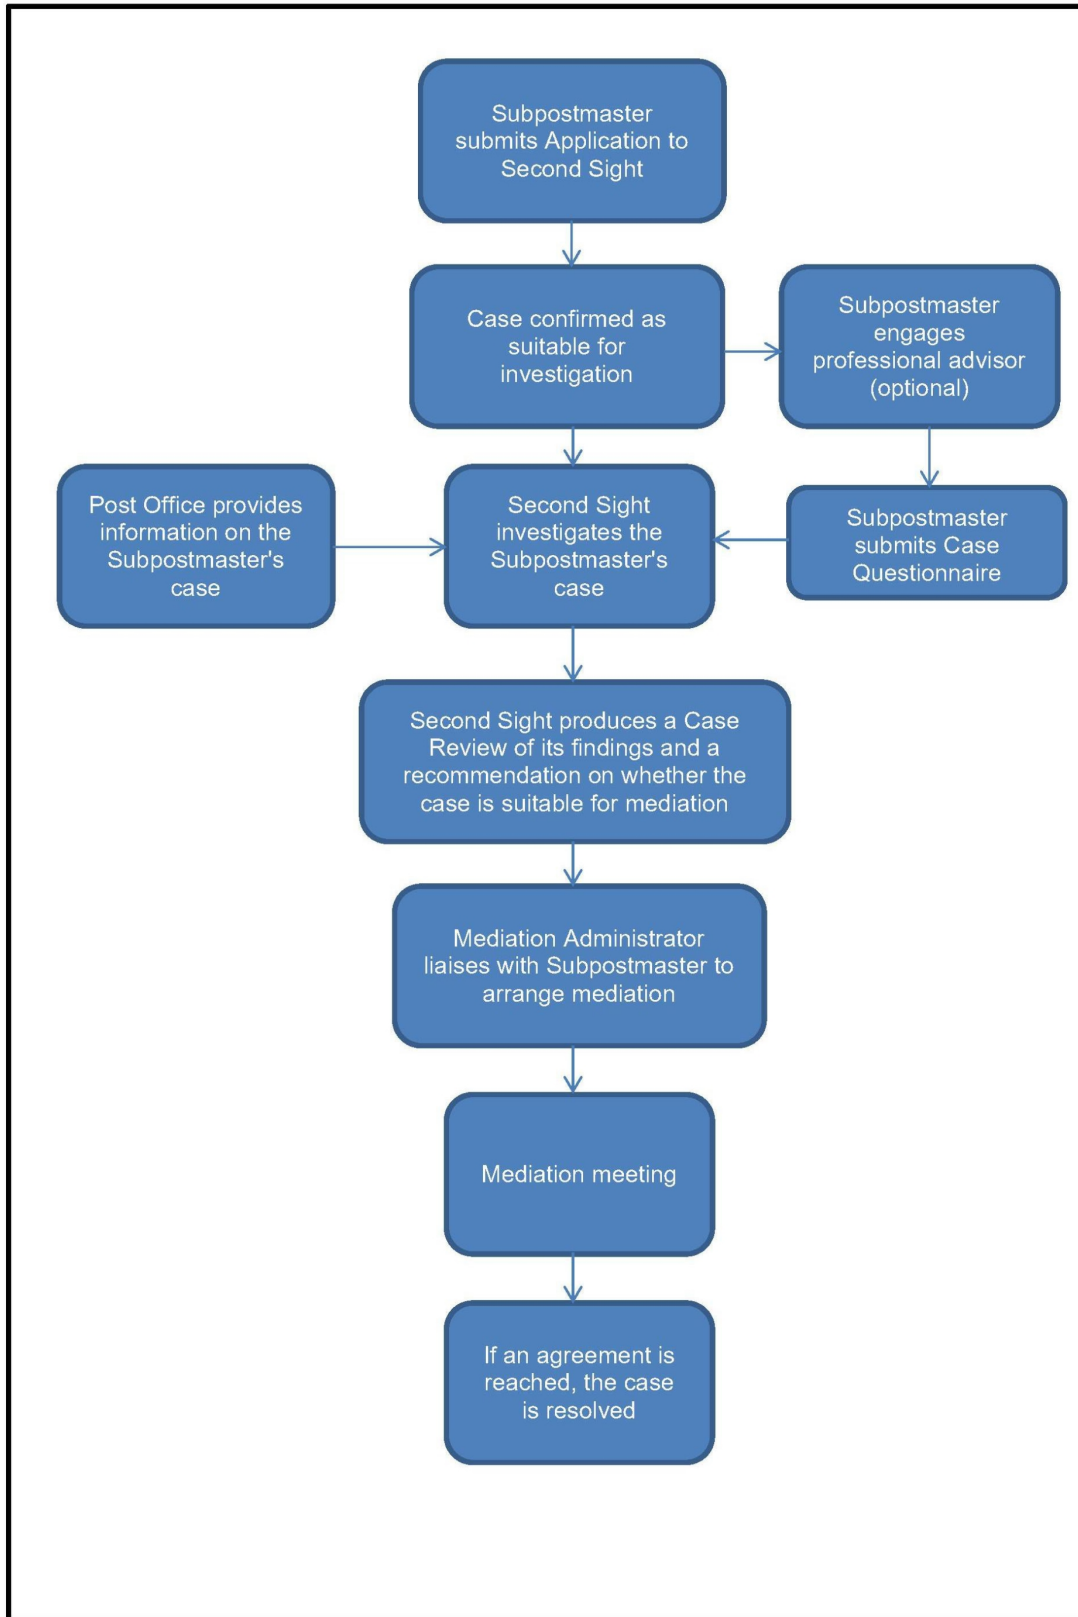 Subpostmaster
submits Application to
Second Sight
Case confirmed as
suitable for
investigation
Subpostmaster
engages
professional advisor
(optional)
Post Office provides
information on the
Subpostmaster's
case
Second Sight
investigates the
Subpostmaster's
case
Subpostmaster
submits Case
Questionnaire
Second Sight produces a Case
Review of its findings and a
recommendation on whether the
case is suitable for mediation
Mediation Administrator
liaises with Subpostmaster to
arrange mediation
Mediation meeting
If an agreement is
reached, the case
is resolved